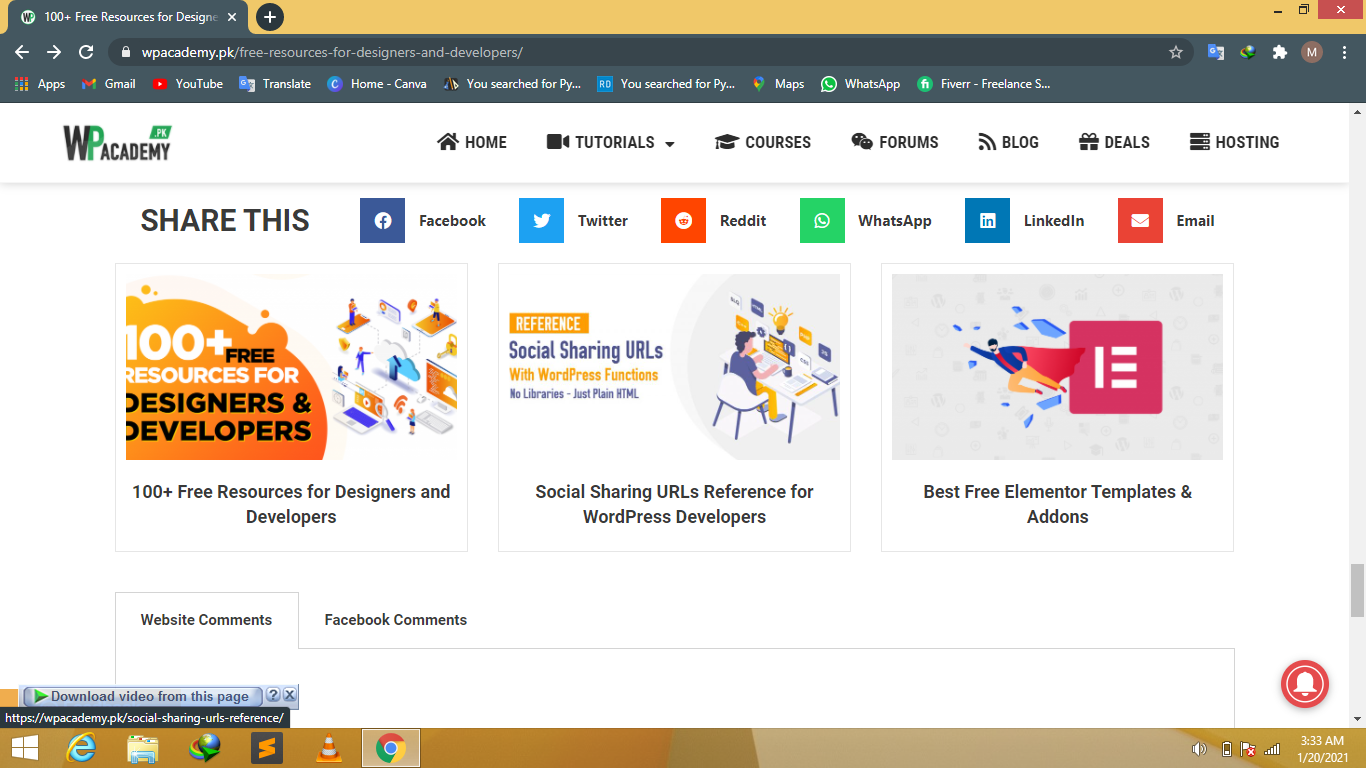 100+ Free Resources for Designe
wpacademy.pk/free-resources-for-designers-and-developers/
M
Apps
Gmail
YouTube
Translate
Home - Canva
You searched for Py...
RD
You searched for Py...
Maps
WhatsApp
Fiverr - Freelance S...
WP ACADEMY .PK
HOME
TUTORIALS
COURSES
FORUMS
BLOG
DEALS
HOSTING
SHARE THIS
Facebook
Twitter
Reddit
WhatsApp
LinkedIn
Email
100+ FREE
RESOURCES FOR
DESIGNERS &
DEVELOPERS
REFERENCE
Social Sharing URLs
With WordPress Functions
No Libraries - Just Plain HTML
100+ Free Resources for Designers and
Developers
Social Sharing URLs Reference for
WordPress Developers
Best Free Elementor Templates &
Addons
Website Comments
Facebook Comments
Download video from this page
?
https://wpacademy.pk/social-sharing-urls-reference/
3:33 AM
1/20/2021